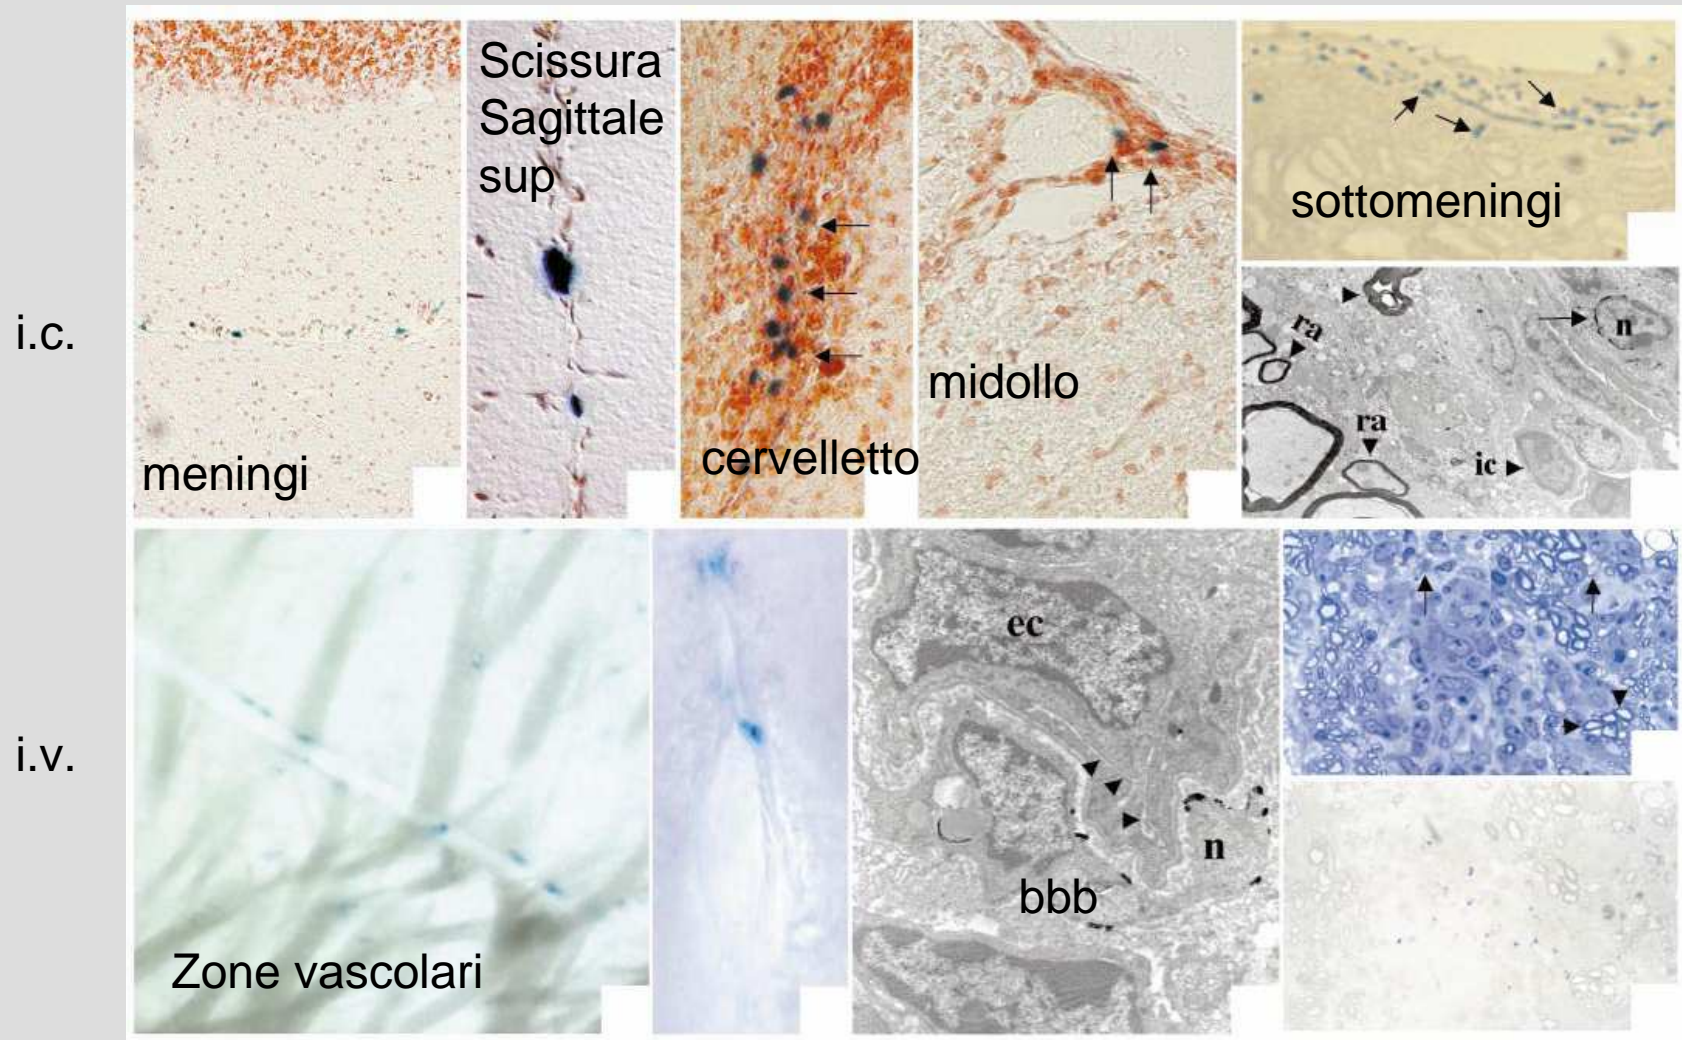 i.c.
meningi
Scissura
Sagittale
sup
cervelletto
midollo
sottomeningi
ra
ra
n
ic
i.v.
Zone vascolari
ec
n
bbb